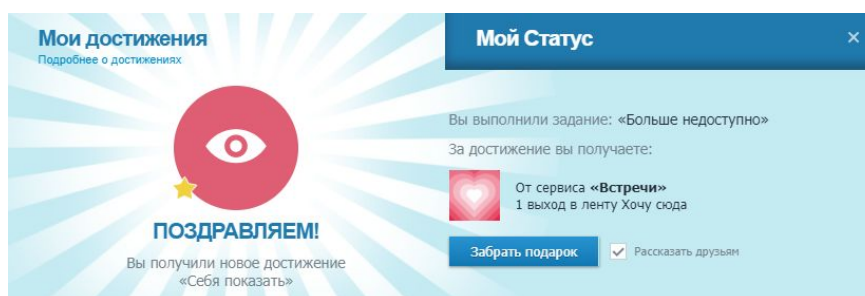 Мои достижения
Подробнее о достижениях
ПОЗДРАВЛЯЕМ!
Вы получили новое достижение
«Себя показать»
Мой Статус
Вы выполнили задание: «Больше недоступно»
За достижение вы получаете:
От сервиса «Встречи»
1 выход в ленту Хочу сюда
Забрать подарок
Рассказать друзьям